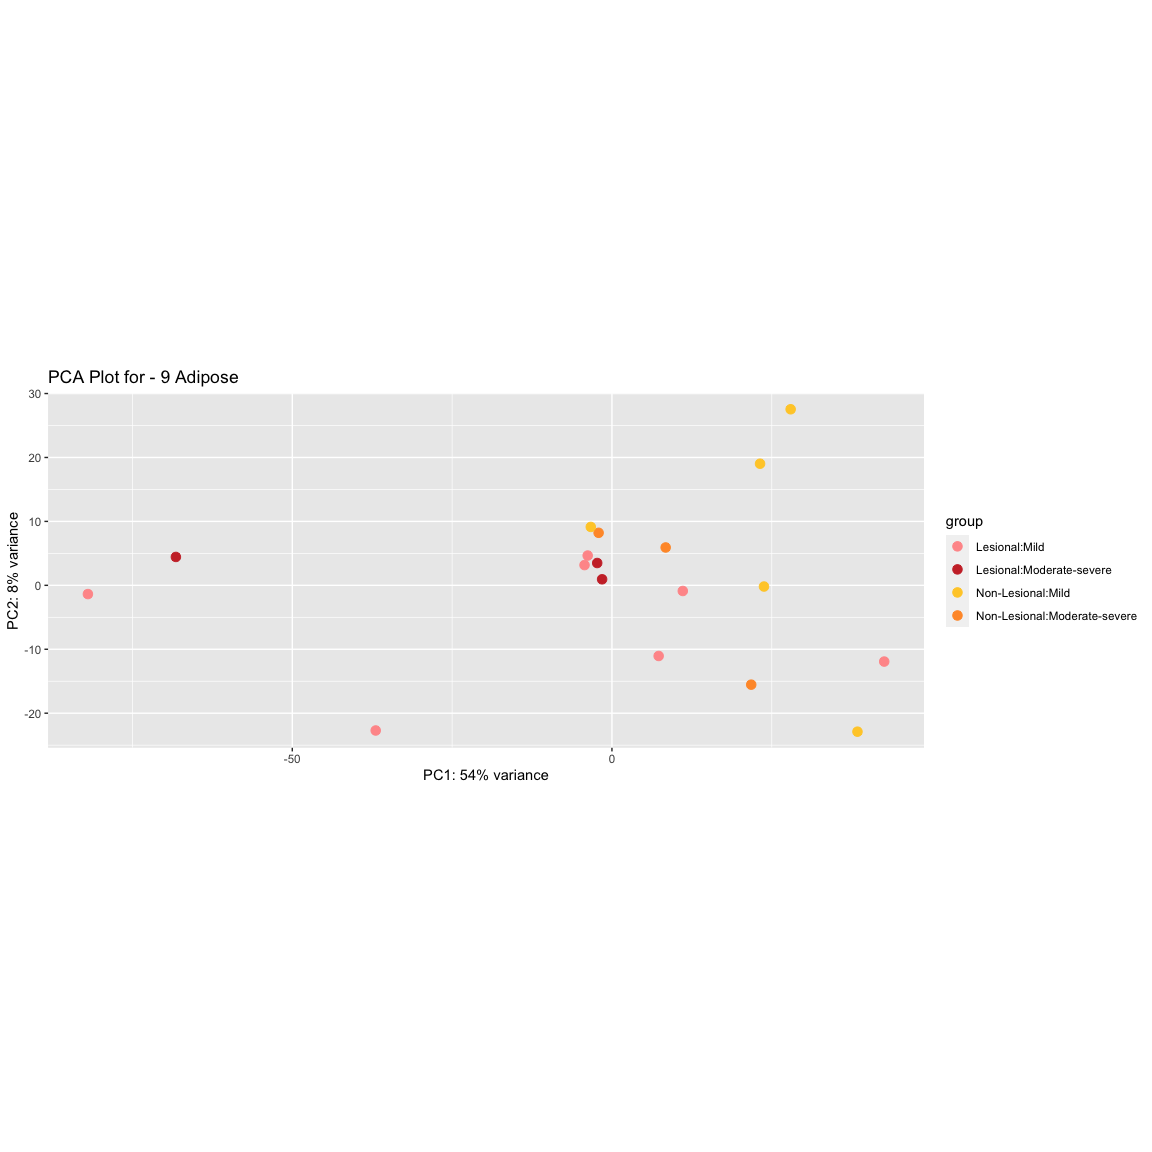 PCA Plot for - 9 Adipose
30
20
10
0
-10
-20
PC2: 8% variance
-50
0
PC1: 54% variance
group
Lesional:Mild
Lesional:Moderate-severe
Non-Lesional:Mild
Non-Lesional:Moderate-severe